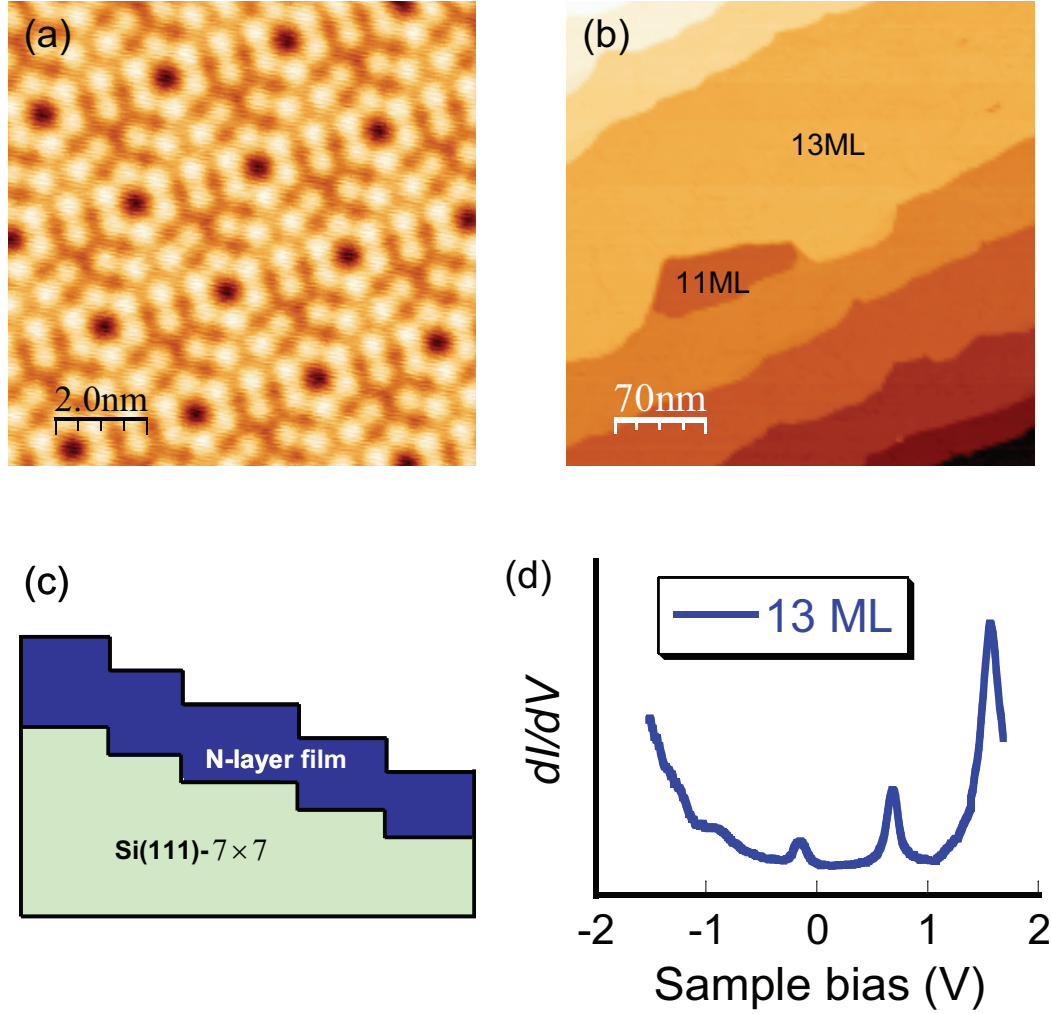 (a)
2.0nm
(b)
13ML
11ML
70nm
(c)
N-layer film
Si(111)- 7 × 7
(d)
13 ML
dI/dV
-2 -1 0 1 2
Sample bias (V)